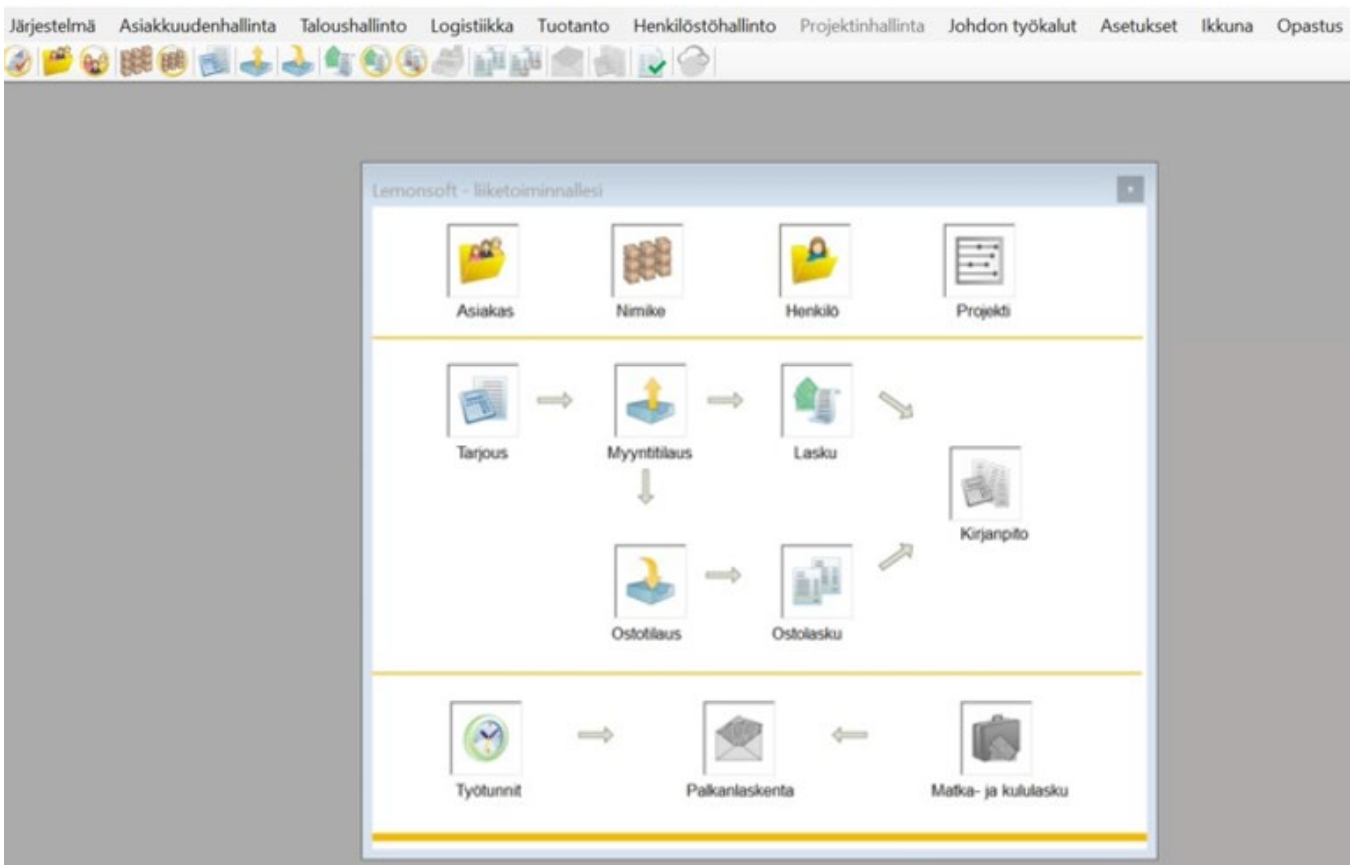 Järjestelmä Asiakkuudenhallinta Taloushallinto Logistiikka Tuotanto Henkilöstöhallinto Projektinhallinta Johdon työkalut Asetukset Ikkuna Opastus
Lemonsoft - liiketoiminnallesi
Asiakas Nimike Henkilö Projekti
Tarjous Myyntitilaus Lasku
Kirjanpito
Ostotilaus Ostolasku
Työtunnit Palkanlaskenta Matka- ja kululasku